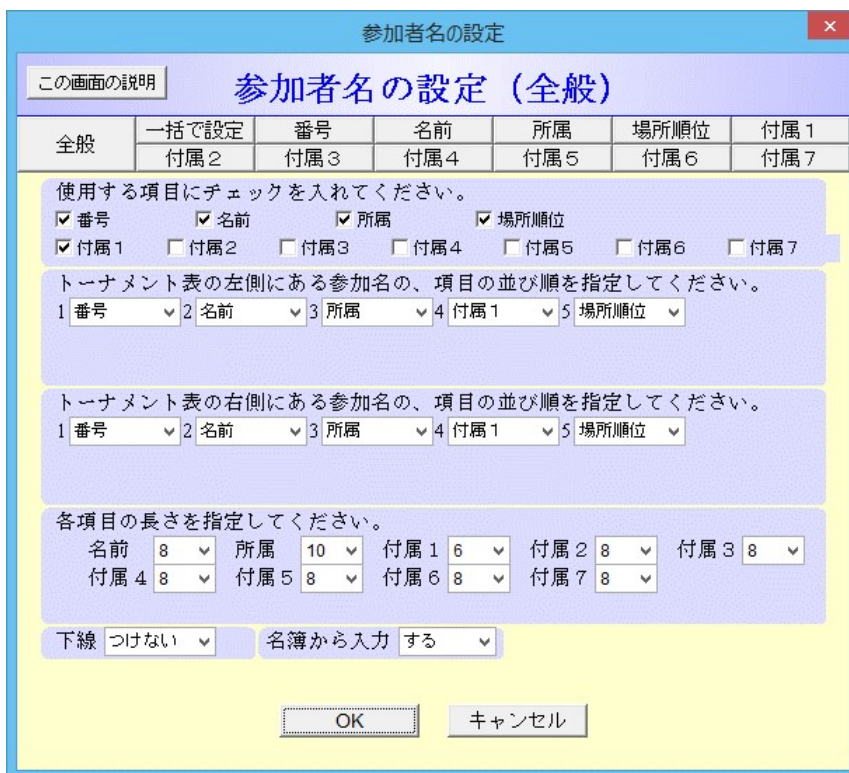 参加者名の設定
この画面の説明
参加者名の設定（全般）
全般 一括で設定 番号 名前 所属 場所順位 付属１
付属２ 付属３ 付属４ 付属５ 付属６ 付属７
使用する項目にチェックを入れてください。
番号 名前 所属 場所順位
付属１ 付属２ 付属３ 付属４ 付属５ 付属６ 付属７
トーナメント表の左側にある参加名の、項目の並び順を指定してください。
1 番号 2 名前 3 所属 4 付属１ 5 場所順位
トーナメント表の右側にある参加名の、項目の並び順を指定してください。
1 番号 2 名前 3 所属 4 付属１ 5 場所順位
各項目の長さを指定してください。
名前 8 所属 10 付属１ 6 付属２ 8 付属３ 8
付属４ 8 付属５ 8 付属６ 8 付属７ 8
下線 つけない 名簿から入力 する
OK キャンセル